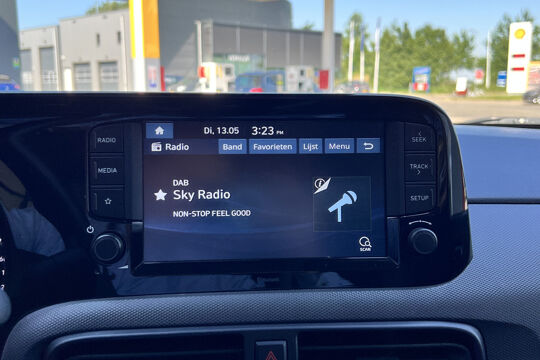 Di, 13.05 3:23 PM
RADIO
MEDIA
Radio Band Favorieten Lijst Menu
DAB
Sky Radio
NON-STOP FEEL GOOD
SCAN
SEEK
TRACK
SETUP